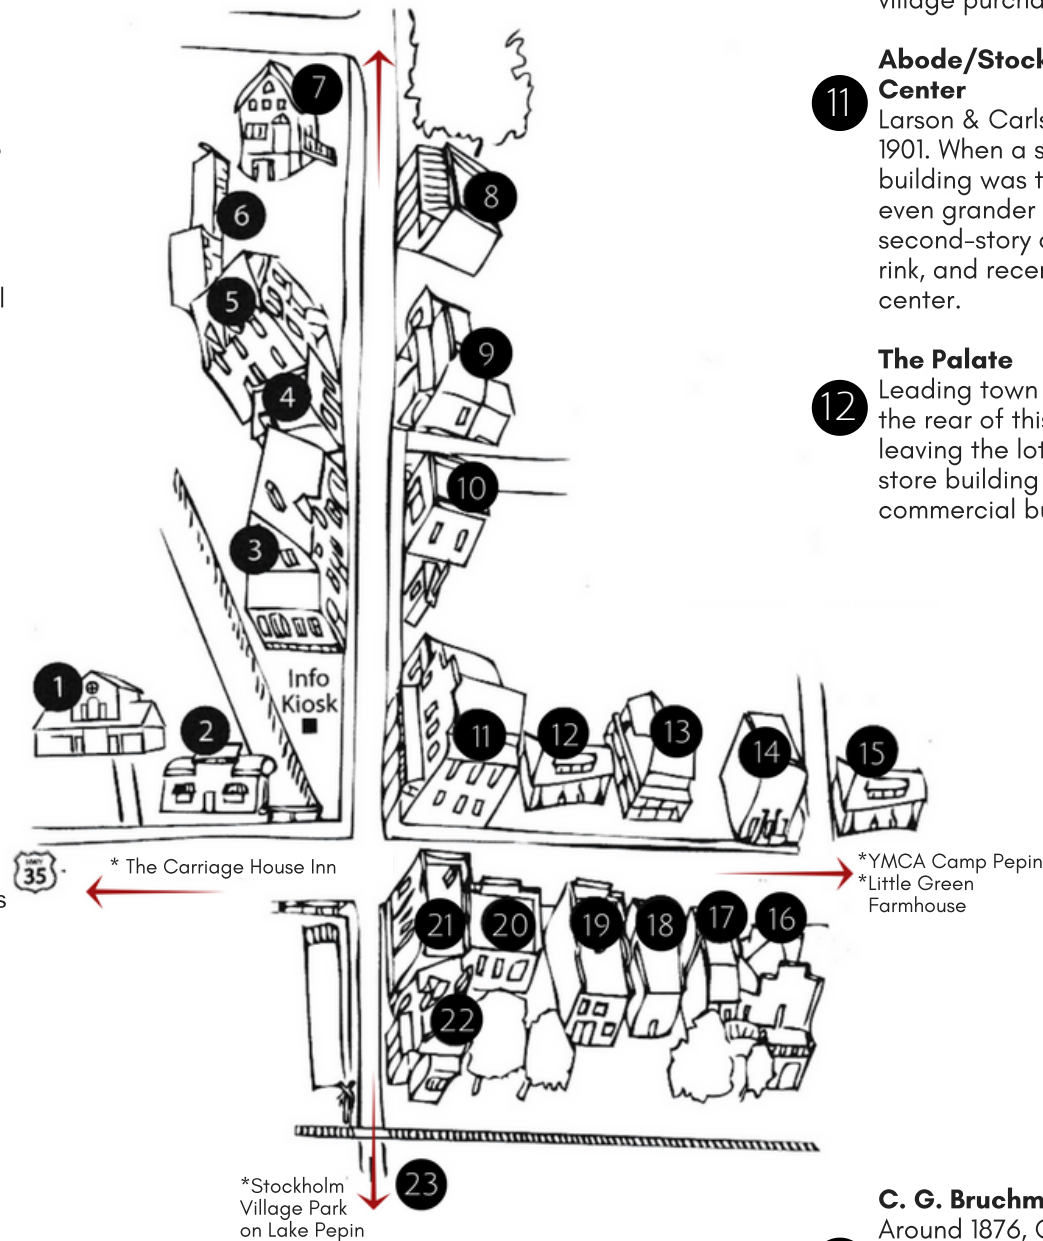 village
7
6
8
5
9
4
10
3
Info
Kiosk
1
2
11
12
13
14
15
HWY
35
* The Carriage House Inn
*YMCA Camp Pepin
*Little Green
Farmhouse
21
20
19
18
17
16
22
*Stockholm
Village Park
on Lake Pepin
23
11
Abode/Stock
Center
Larson & Carls
1901. When a s
building was t
even grander
second-story
rink, and recen
center.
12
The Palate
Leading town
the rear of this
leaving the lot
store building
commercial bu
C. G. Bruchm
Around 1876, C